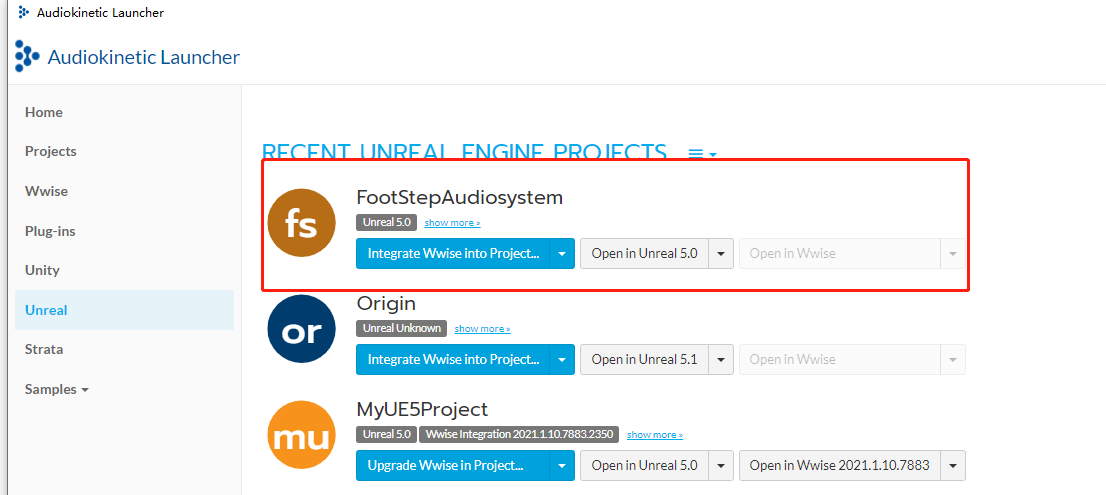 Audiokinetic Launcher
Audiokinetic Launcher
Home
Projects
Wwise
Plug-ins
Unity
Unreal
Strata
Samples
RECENT UNREAL ENGINE PROJECTS
fs
FootStepAudiosystem
Unreal 5.0 show more »
Integrate Wwise into Project... Open in Unreal 5.0 Open in Wwise
or
Origin
Unreal Unknown show more »
Integrate Wwise into Project... Open in Unreal 5.1 Open in Wwise
mu
MyUE5Project
Unreal 5.0 Wwise Integration 2021.1.10.7883.2350 show more »
Upgrade Wwise in Project... Open in Unreal 5.0 Open in Wwise 2021.1.10.7883